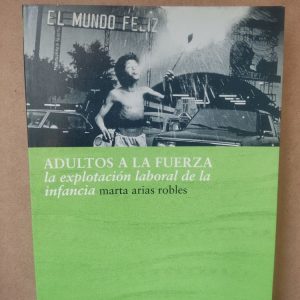 EL MUNDO FELIZ
ADULTOS A LA FUERZA
la explotación laboral de la
infancia marta arias robles